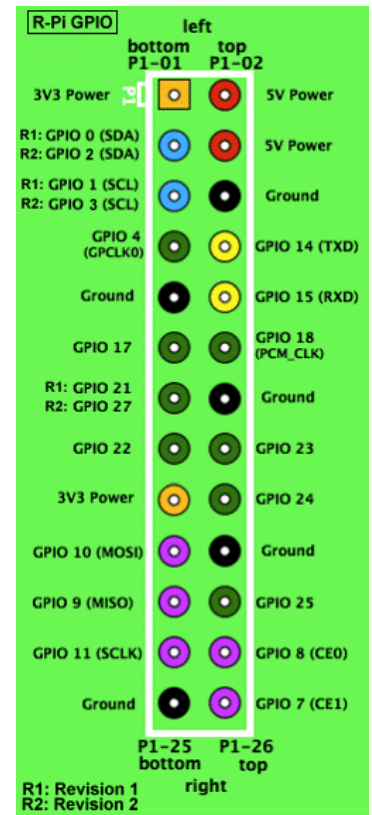 R-Pi GPIO
left
bottom top
P1-01 P1-02
3V3 Power P1 5V Power
R1: GPIO 0 (SDA)
R2: GPIO 2 (SDA) 5V Power
R1: GPIO 1 (SCL)
R2: GPIO 3 (SCL) Ground
GPIO 4
(GPCLK0) GPIO 14 (TXD)
Ground GPIO 15 (RXD)
GPIO 17 GPIO 18
(PCM_CLK)
R1: GPIO 21
R2: GPIO 27 Ground
GPIO 22 GPIO 23
3V3 Power GPIO 24
GPIO 10 (MOSI) Ground
GPIO 9 (MISO) GPIO 25
GPIO 11 (SCLK) GPIO 8 (CE0)
Ground GPIO 7 (CE1)
P1-25 P1-26
bottom top
right
R1: Revision 1
R2: Revision 2